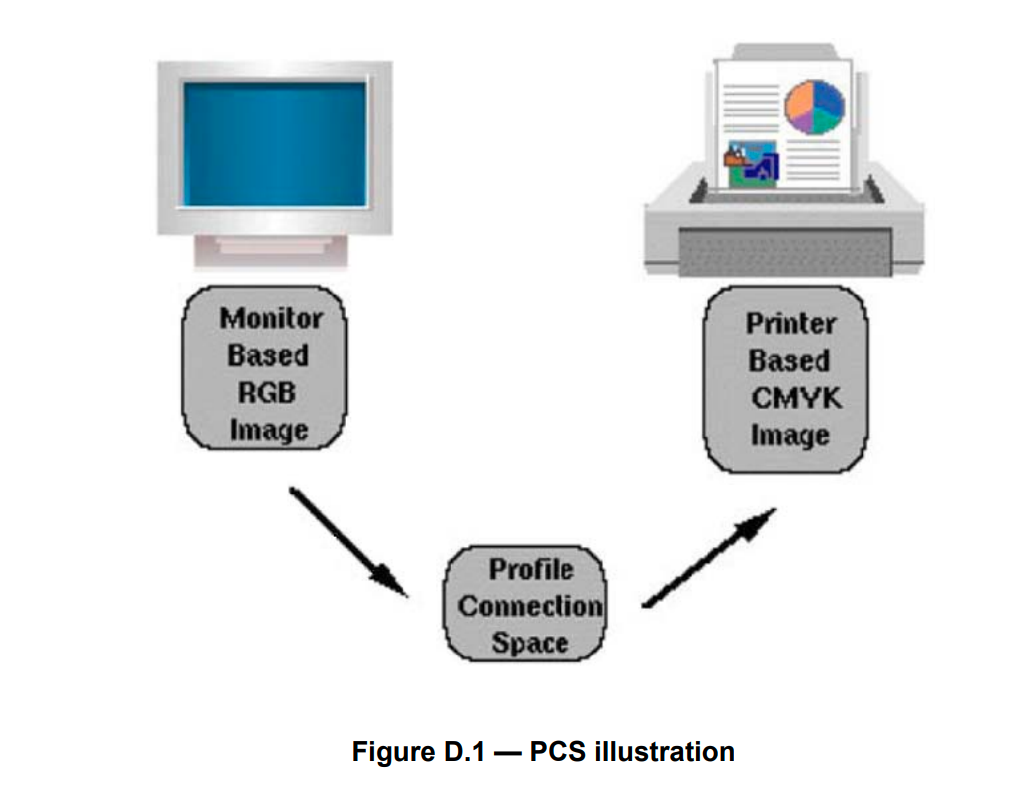 Monitor
Based
RGB
Image
Printer
Based
CMYK
Image
Profile
Connection
Space
Figure D.1 — PCS illustration